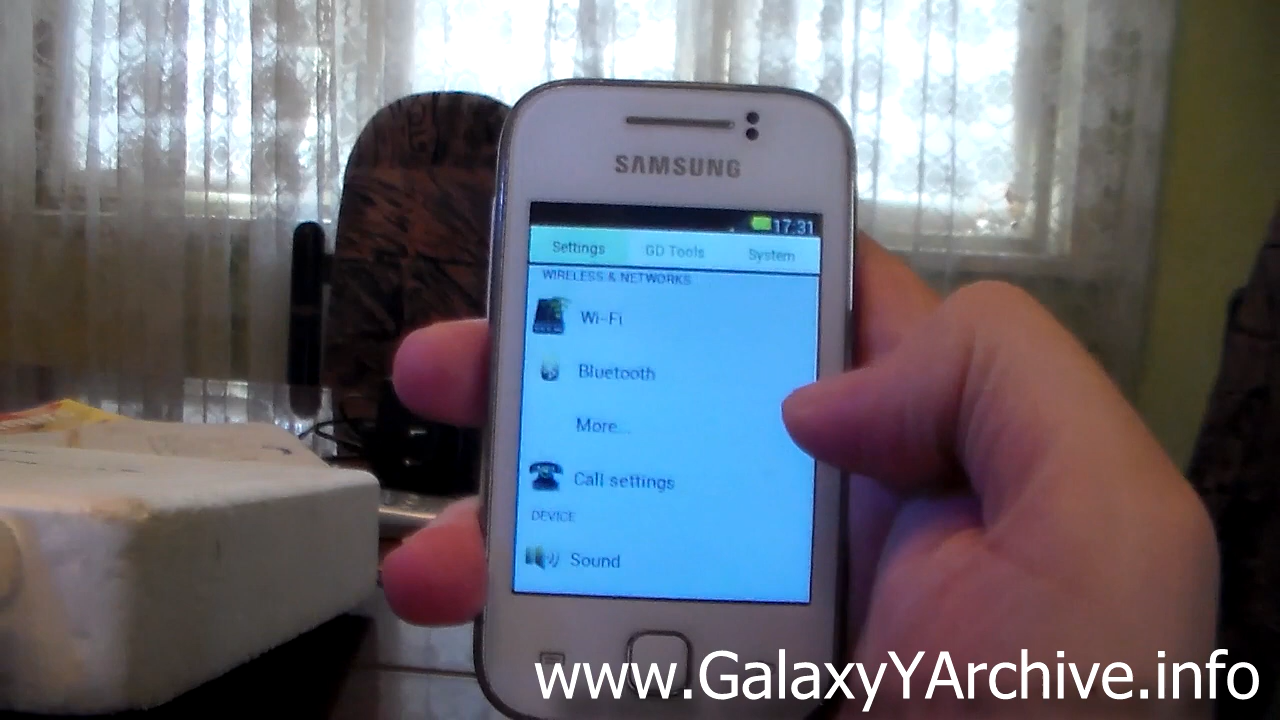 SAMSUNG
17:31
Settings GD Tools System
WIRELESS & NETWORKS
Wi-Fi
Bluetooth
More...
Call settings
DEVICE
Sound
www.GalaxyYArchive.info